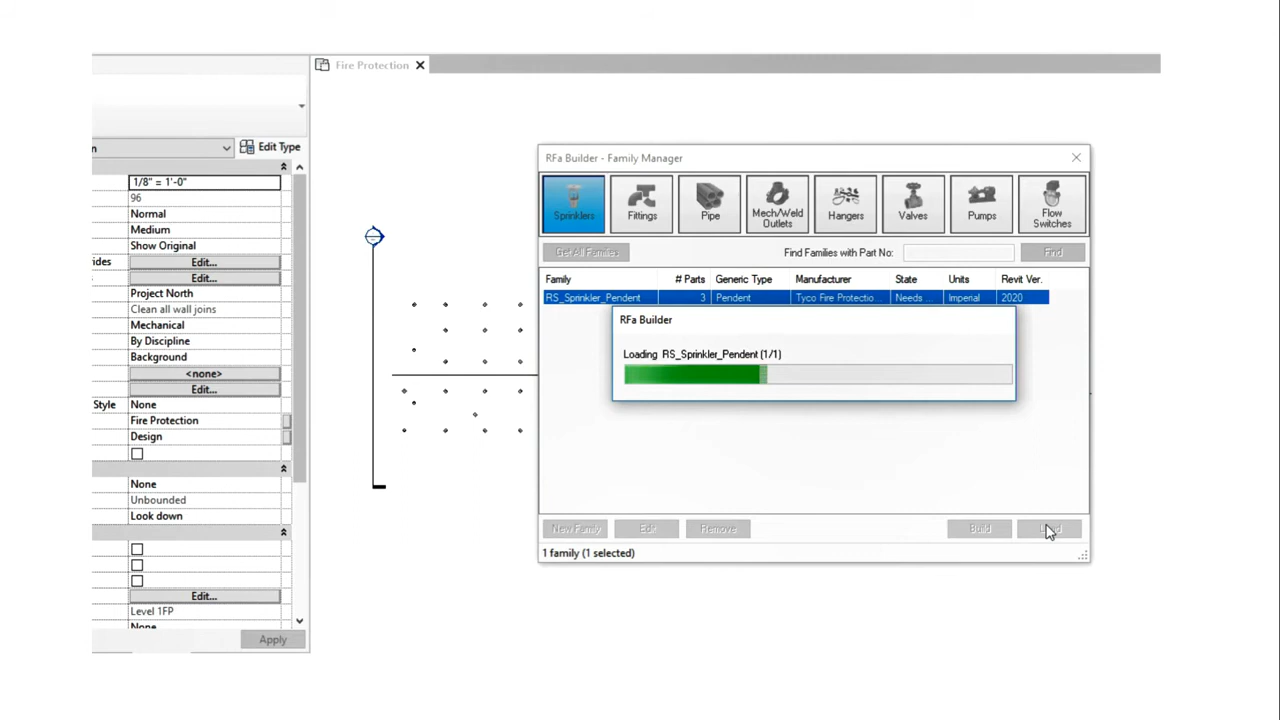 Fire Protection
n
Edit Type
1/8" = 1'-0"
96
Normal
Medium
Show Original
ides Edit...
Edit...
Project North
Clean all wall joins
Mechanical
By Discipline
Background
<none>
Edit...
Style None
Fire Protection
Design
None
Unbounded
Look down
Edit...
Level 1FP
None
Apply
RFa Builder - Family Manager
Sprinklers
Fittings
Pipe
Mech/Weld
Outlets
Hangers
Valves
Pumps
Flow
Switches
Get All Families
Find Families with Part No:
Find
Family # Parts Generic Type Manufacturer State Units Revit Ver.
RS_Sprinkler_Pendent 3 Pendent Tyco Fire Protectio... Needs ... Imperial 2020
RFa Builder
Loading RS_Sprinkler_Pendent (1/1)
New Family Edit Remove Build
1 family (1 selected)